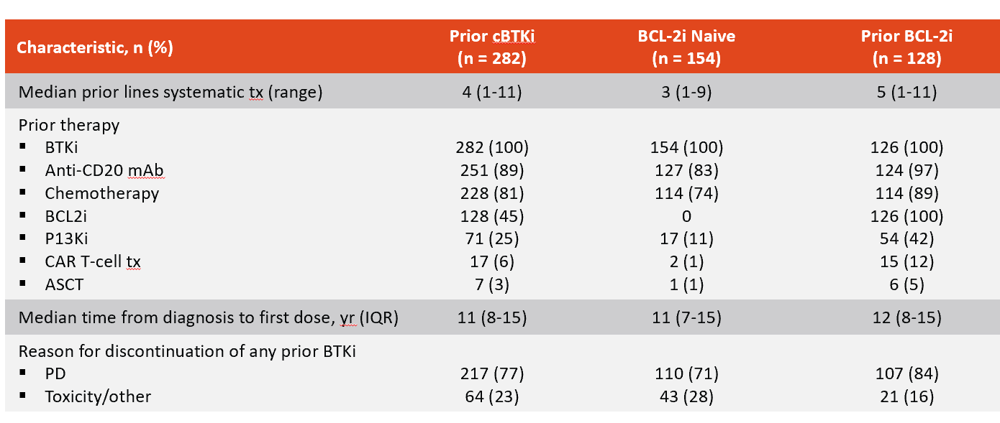 Characteristic, n (%) Prior cBTKi (n = 282) BCL-2i Naive (n = 154) Prior BCL-2i (n = 128)
Median prior lines systematic tx (range) 4 (1-11) 3 (1-9) 5 (1-11)
Prior therapy
▪ BTKi 282 (100) 154 (100) 126 (100)
▪ Anti-CD20 mAb 251 (89) 127 (83) 124 (97)
▪ Chemotherapy 228 (81) 114 (74) 114 (89)
▪ BCL2i 128 (45) 0 126 (100)
▪ P13Ki 71 (25) 17 (11) 54 (42)
▪ CAR T-cell tx 17 (6) 2 (1) 15 (12)
▪ ASCT 7 (3) 1 (1) 6 (5)
Median time from diagnosis to first dose, yr (IQR) 11 (8-15) 11 (7-15) 12 (8-15)
Reason for discontinuation of any prior BTKi
▪ PD 217 (77) 110 (71) 107 (84)
▪ Toxicity/other 64 (23) 43 (28) 21 (16)